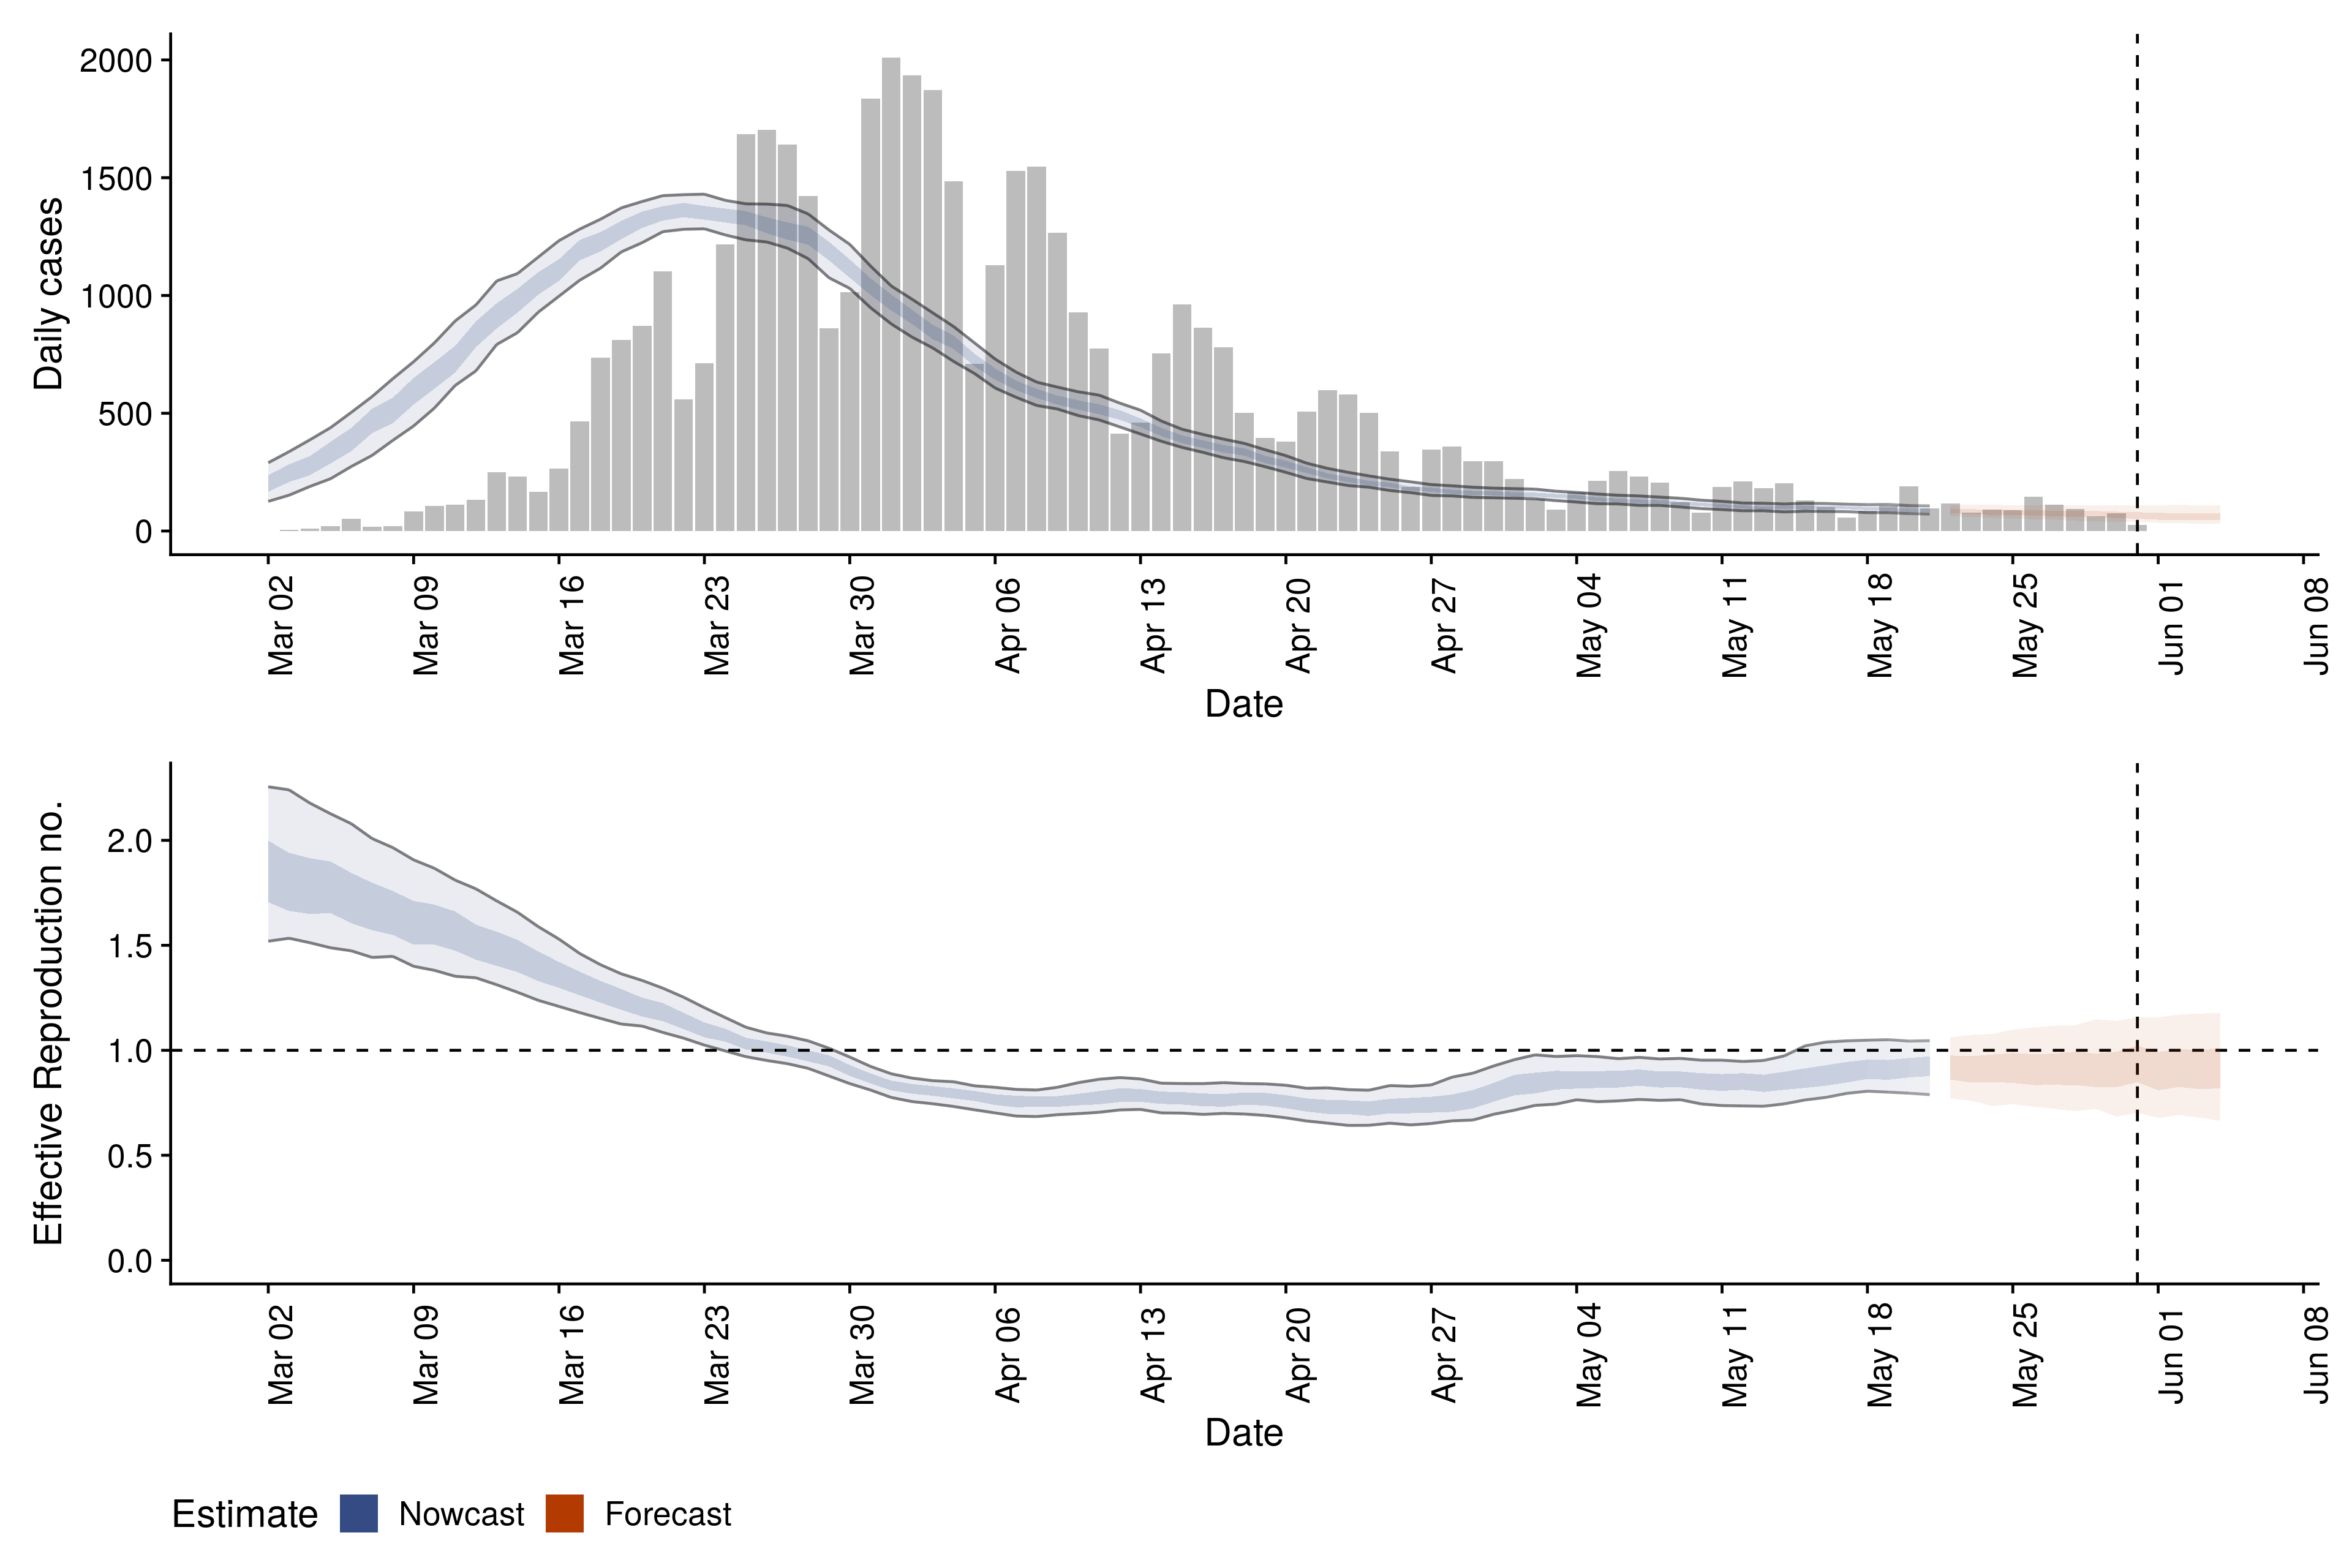 Daily cases
2000
1500
1000
500
0
Mar 02
Mar 09
Mar 16
Mar 23
Mar 30
Apr 06
Apr 13
Apr 20
Apr 27
May 04
May 11
May 18
May 25
Jun 01
Jun 08
Date
Effective Reproduction no.
2.0
1.5
1.0
0.5
0.0
Mar 02
Mar 09
Mar 16
Mar 23
Mar 30
Apr 06
Apr 13
Apr 20
Apr 27
May 04
May 11
May 18
May 25
Jun 01
Jun 08
Date
Estimate Nowcast Forecast